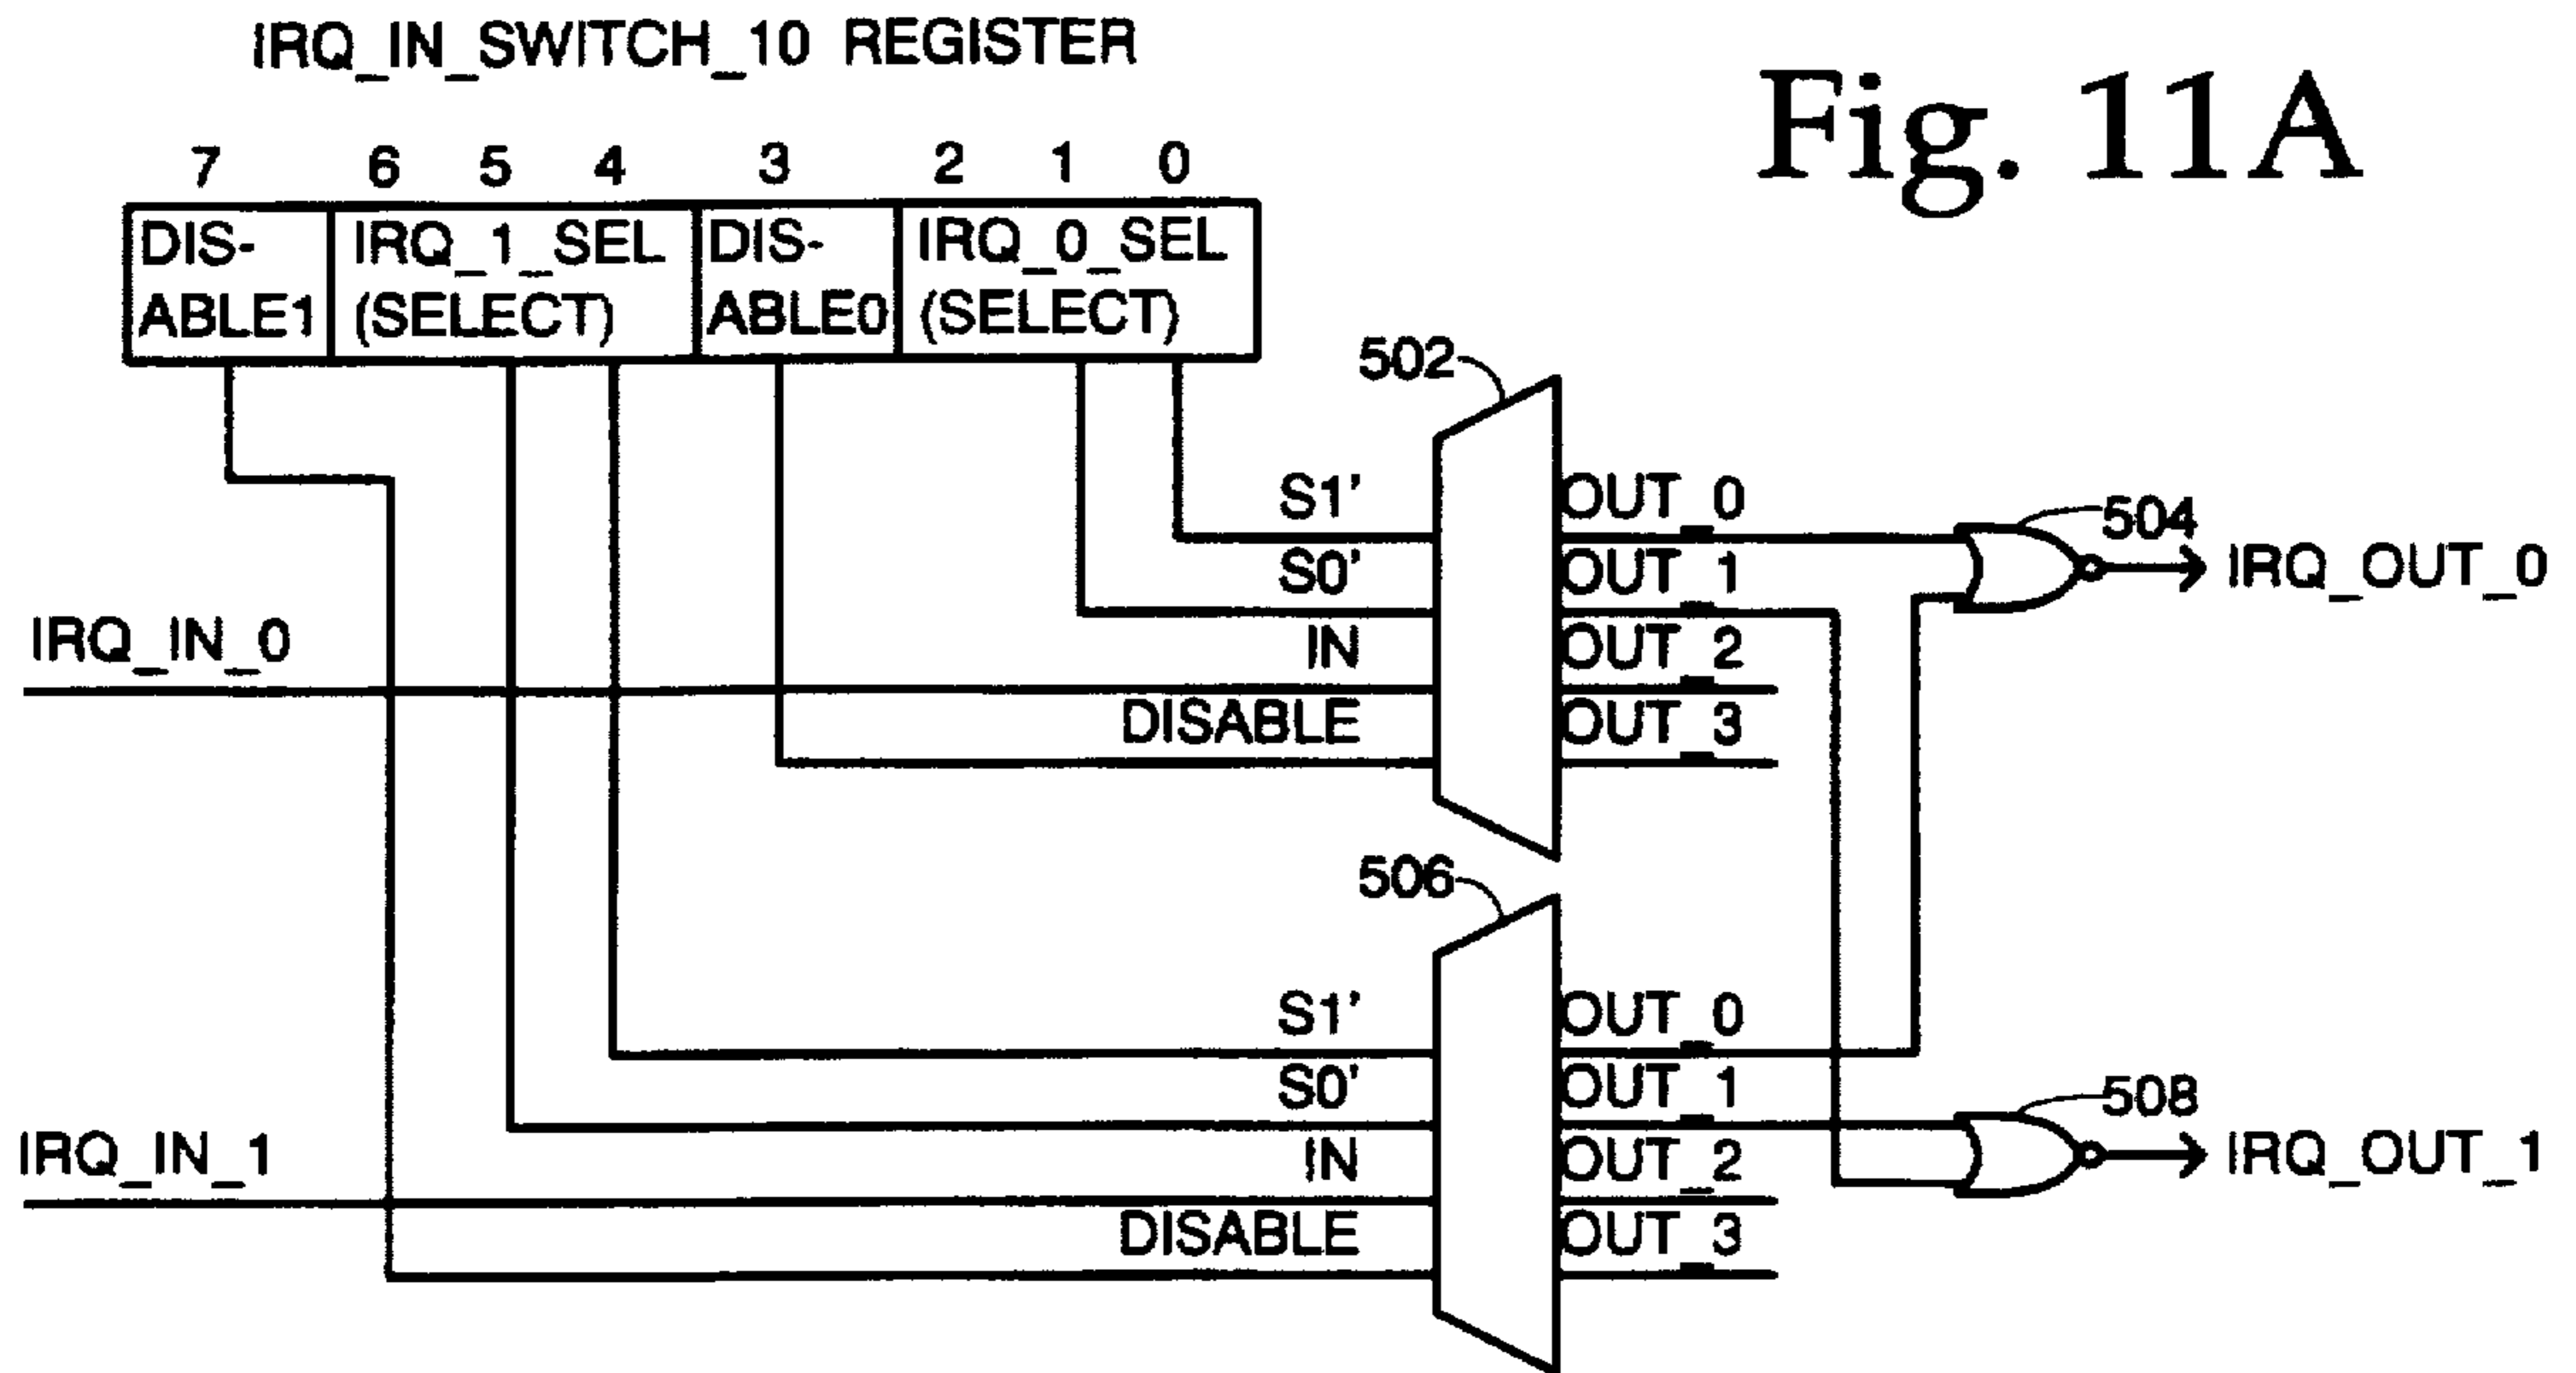 IRQ_IN_SWITCH_10 REGISTER
Fig. 11A
7 6 5 4 3 2 1 0
DIS-
ABLE1
IRQ_1_SEL
(SELECT)
DIS-
ABLE0
IRQ_0_SEL
(SELECT)
502
S1'
S0'
IRQ_IN_0
IN
DISABLE
OUT_0
OUT_1
OUT_2
OUT_3
504
IRQ_OUT_0
506
S1'
S0'
IRQ_IN_1
IN
DISABLE
OUT_0
OUT_1
OUT_2
OUT_3
508
IRQ_OUT_1